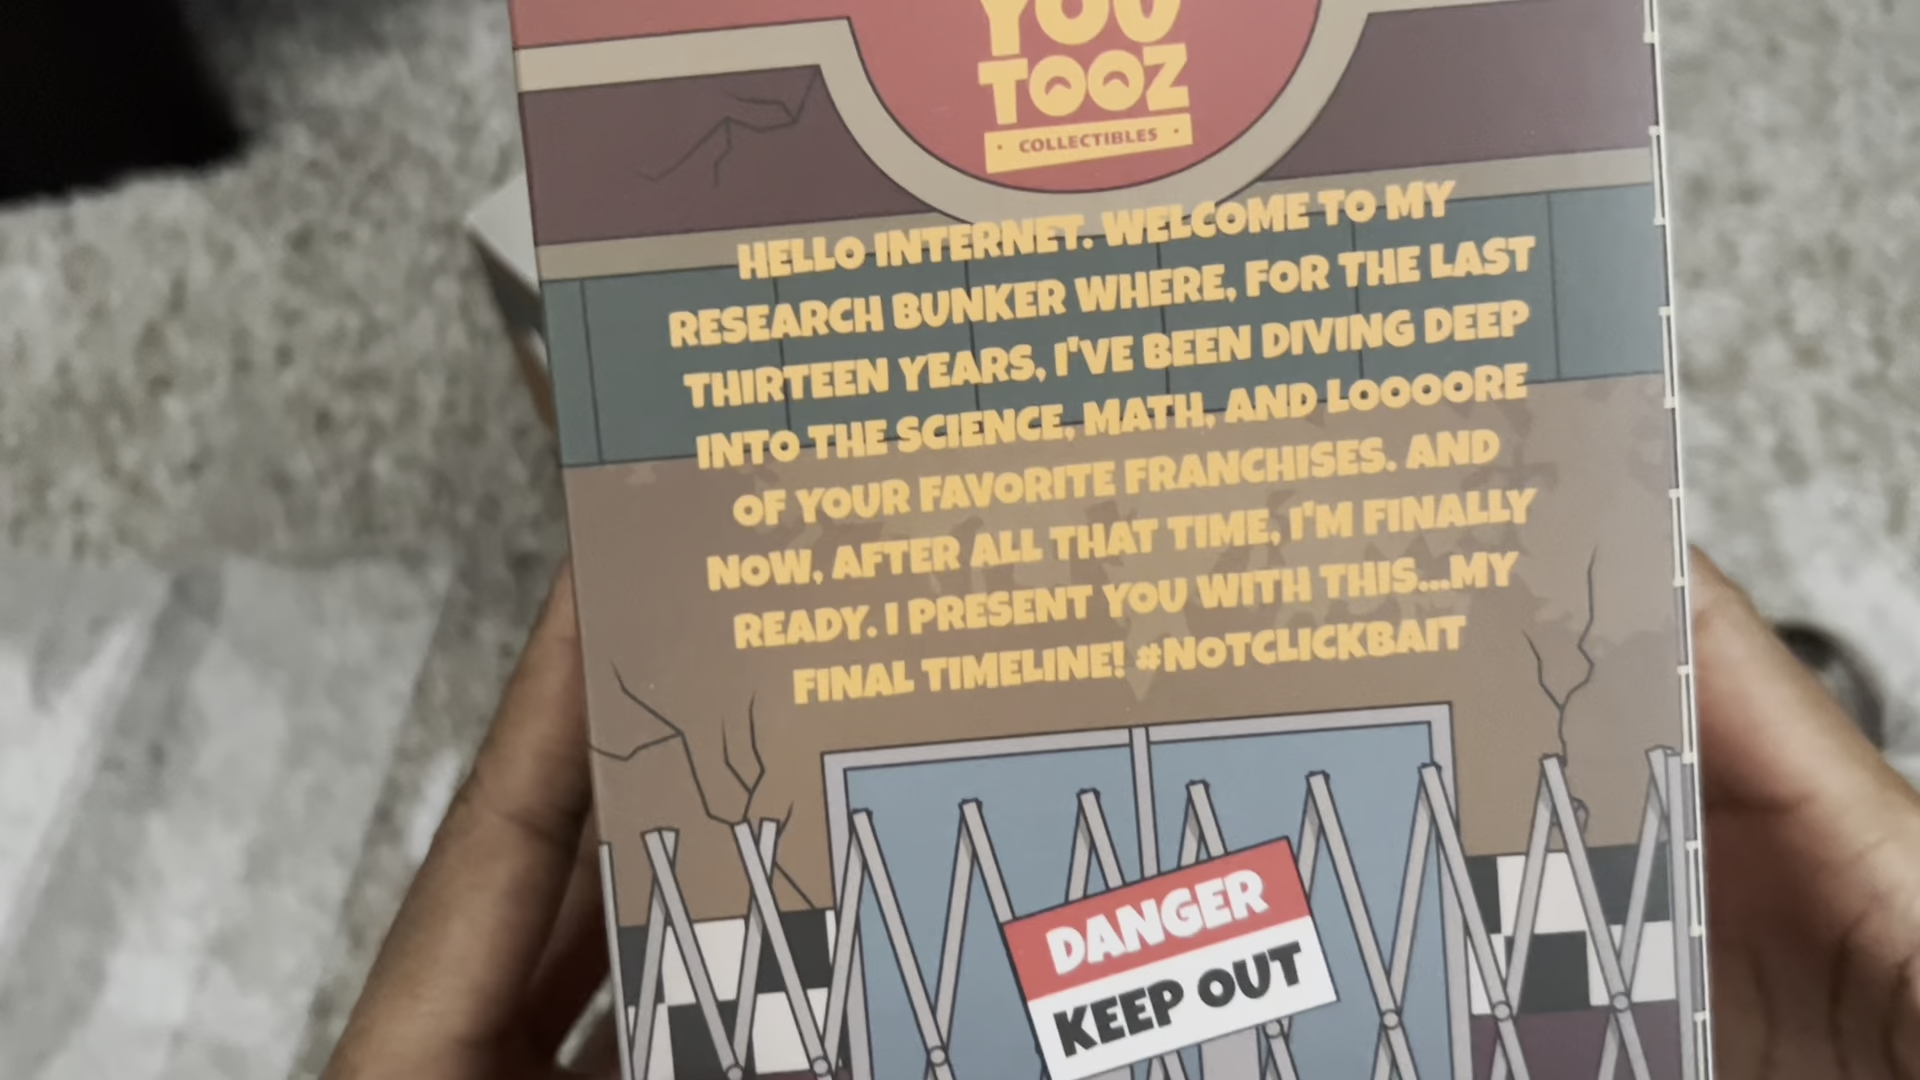 YOU
TOOZ
· COLLECTIBLES ·
HELLO INTERNET. WELCOME TO MY
RESEARCH BUNKER WHERE, FOR THE LAST
THIRTEEN YEARS, I'VE BEEN DIVING DEEP
INTO THE SCIENCE, MATH, AND LOOOORE
OF YOUR FAVORITE FRANCHISES. AND
NOW, AFTER ALL THAT TIME, I'M FINALLY
READY. I PRESENT YOU WITH THIS...MY
FINAL TIMELINE! #NOTCLICKBAIT
DANGER
KEEP OUT